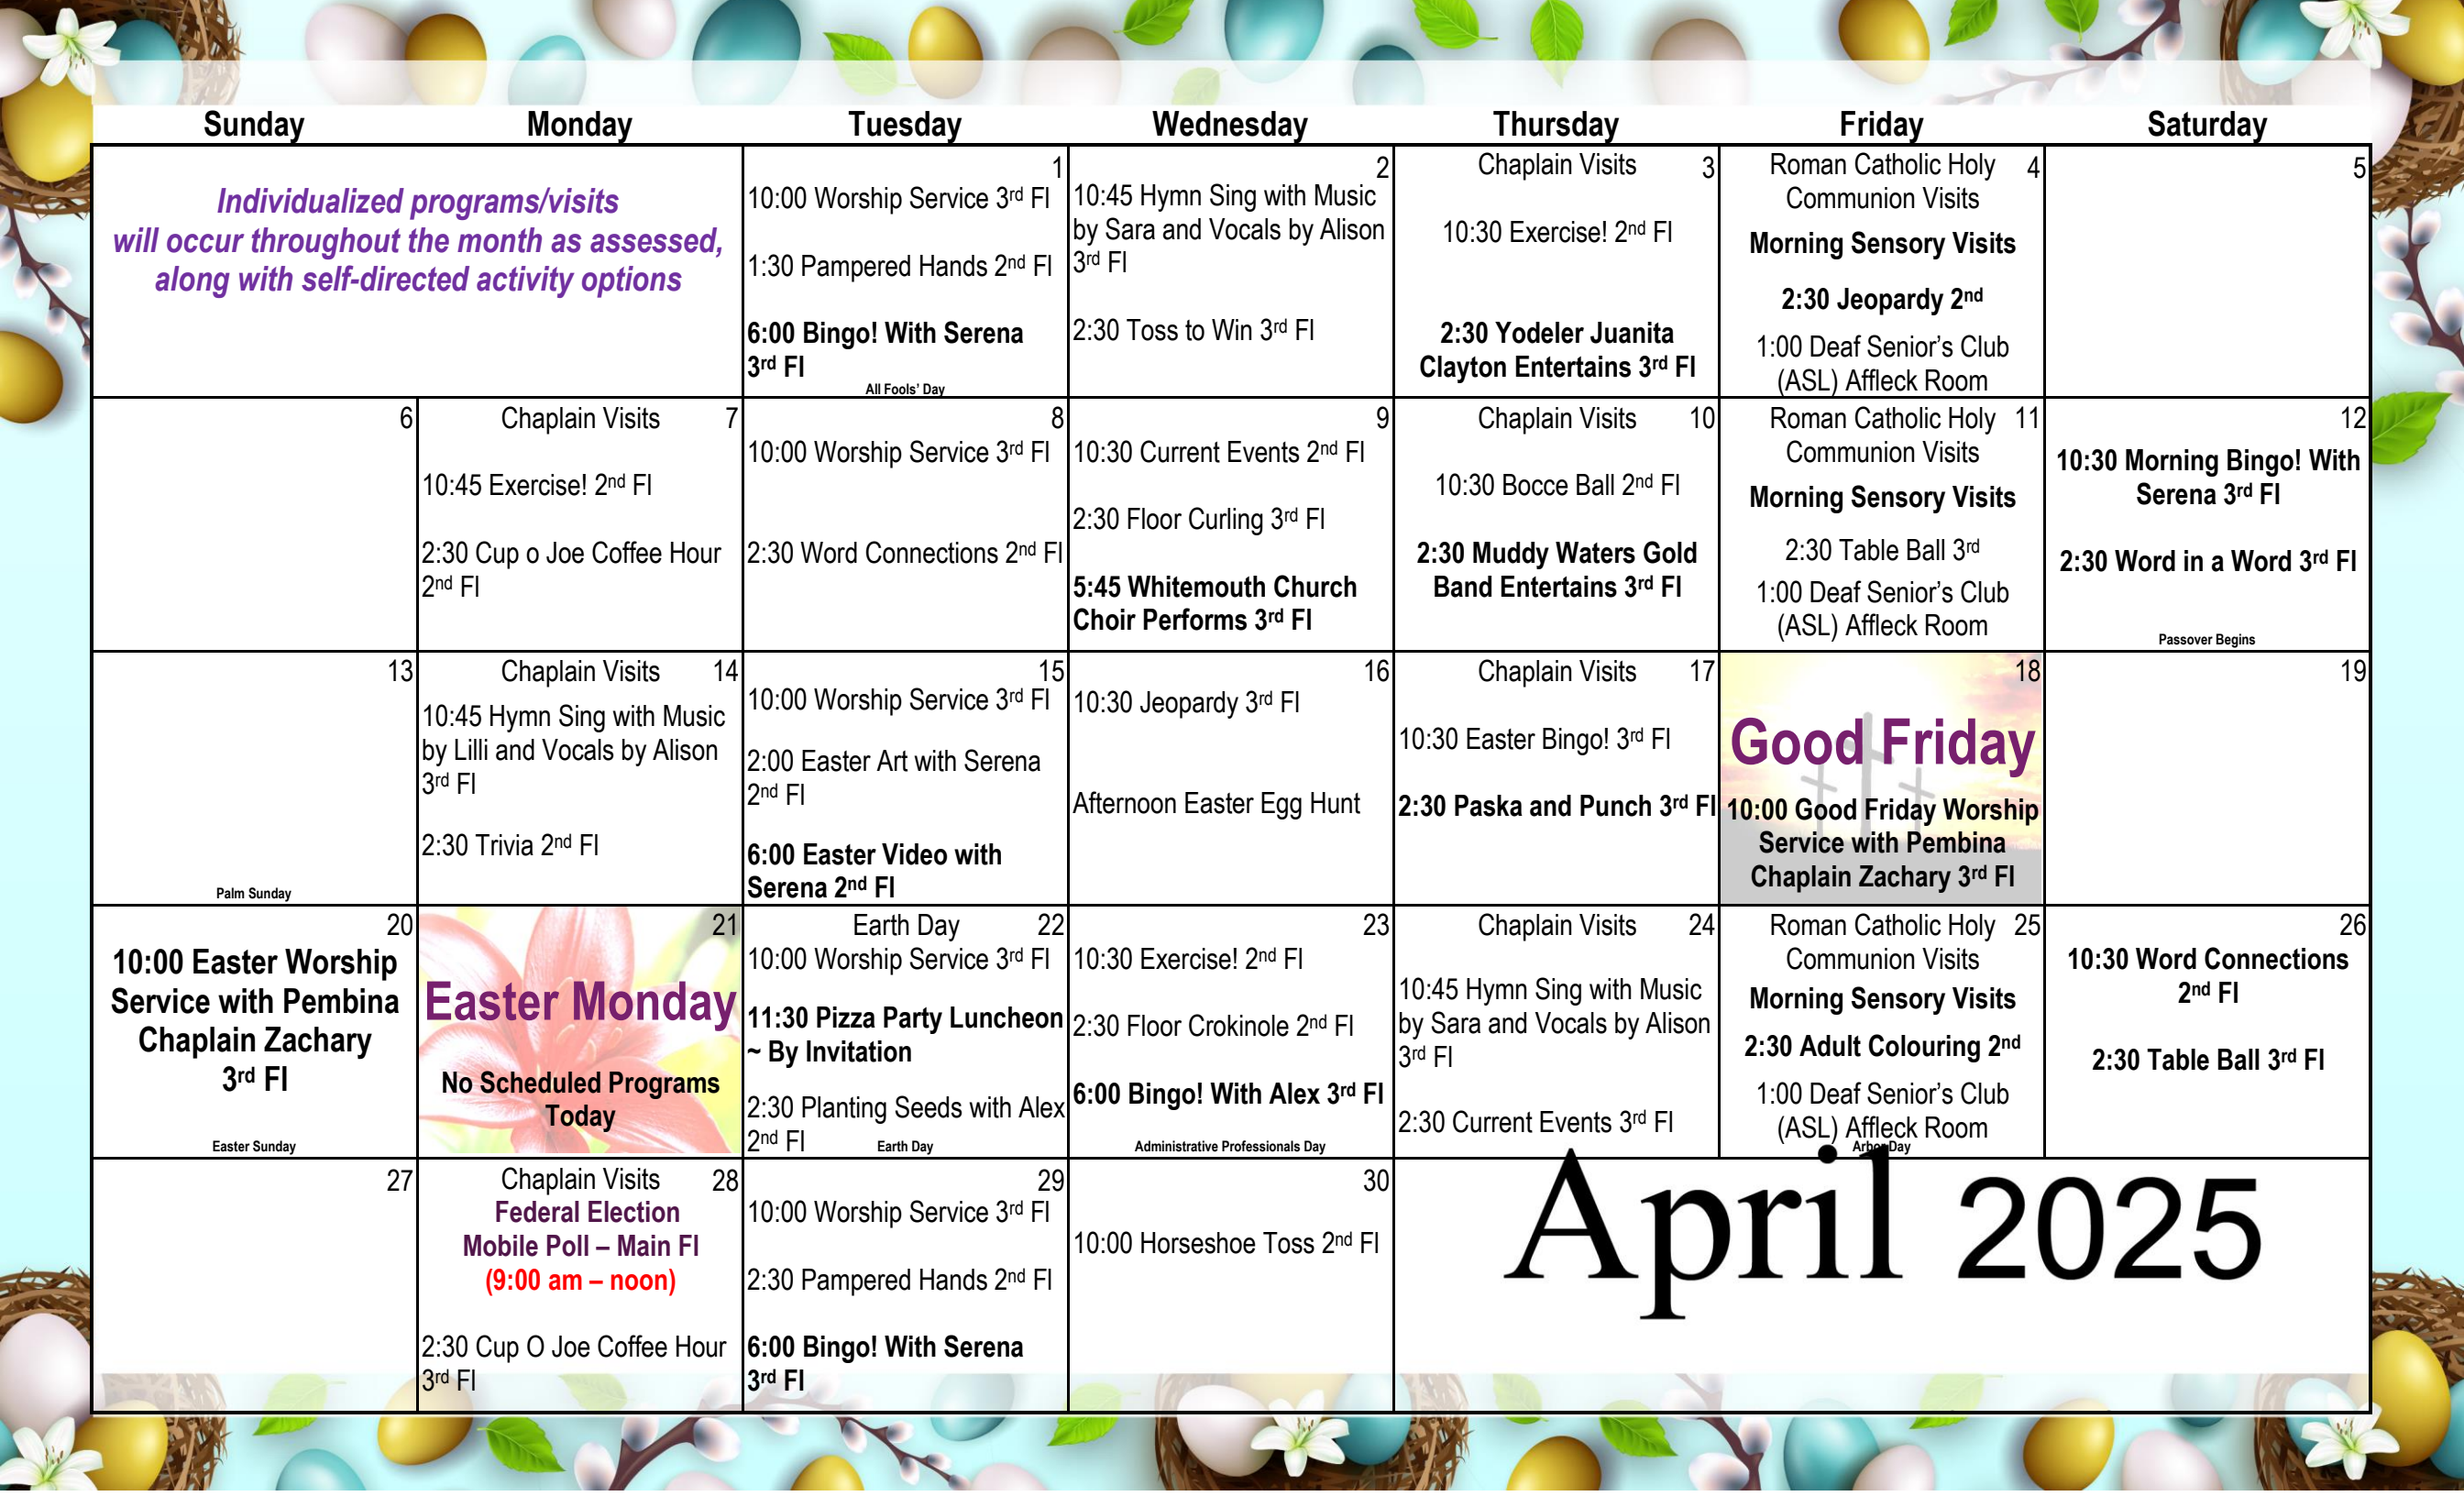 Sunday Monday Tuesday Wednesday Thursday Friday Saturday
Individualized programs/visits
will occur throughout the month as assessed,
along with self-directed activity options
1
10:00 Worship Service 3rd Fl
1:30 Pampered Hands 2nd Fl
6:00 Bingo! With Serena
3rd Fl
All Fools' Day
2
10:45 Hymn Sing with Music
by Sara and Vocals by Alison
3rd Fl
2:30 Toss to Win 3rd Fl
Chaplain Visits 3
10:30 Exercise! 2nd Fl
2:30 Yodeler Juanita
Clayton Entertains 3rd Fl
Roman Catholic Holy 4
Communion Visits
Morning Sensory Visits
2:30 Jeopardy 2nd
1:00 Deaf Senior's Club
(ASL) Affleck Room
5
6
Chaplain Visits 7
10:45 Exercise! 2nd Fl
2:30 Cup o Joe Coffee Hour
2nd Fl
8
10:00 Worship Service 3rd Fl
2:30 Word Connections 2nd Fl
9
10:30 Current Events 2nd Fl
2:30 Floor Curling 3rd Fl
5:45 Whitemouth Church
Choir Performs 3rd Fl
Chaplain Visits 10
10:30 Bocce Ball 2nd Fl
2:30 Muddy Waters Gold
Band Entertains 3rd Fl
Roman Catholic Holy 11
Communion Visits
Morning Sensory Visits
2:30 Table Ball 3rd
1:00 Deaf Senior's Club
(ASL) Affleck Room
12
10:30 Morning Bingo! With
Serena 3rd Fl
2:30 Word in a Word 3rd Fl
Passover Begins
13
Palm Sunday
Chaplain Visits 14
10:45 Hymn Sing with Music
by Lilli and Vocals by Alison
3rd Fl
2:30 Trivia 2nd Fl
15
10:00 Worship Service 3rd Fl
2:00 Easter Art with Serena
2nd Fl
6:00 Easter Video with
Serena 2nd Fl
16
10:30 Jeopardy 3rd Fl
Afternoon Easter Egg Hunt
Chaplain Visits 17
10:30 Easter Bingo! 3rd Fl
2:30 Paska and Punch 3rd Fl
18
Good Friday
10:00 Good Friday Worship
Service with Pembina
Chaplain Zachary 3rd Fl
19
20
10:00 Easter Worship
Service with Pembina
Chaplain Zachary
3rd Fl
Easter Sunday
21
Easter Monday
No Scheduled Programs
Today
Earth Day 22
10:00 Worship Service 3rd Fl
11:30 Pizza Party Luncheon
~ By Invitation
2:30 Planting Seeds with Alex
2nd Fl Earth Day
23
10:30 Exercise! 2nd Fl
2:30 Floor Crokinole 2nd Fl
6:00 Bingo! With Alex 3rd Fl
Administrative Professionals Day
Chaplain Visits 24
10:45 Hymn Sing with Music
by Sara and Vocals by Alison
3rd Fl
2:30 Current Events 3rd Fl
Roman Catholic Holy 25
Communion Visits
Morning Sensory Visits
2:30 Adult Colouring 2nd
1:00 Deaf Senior's Club
(ASL) Affleck Room
Arbor Day
26
10:30 Word Connections
2nd Fl
2:30 Table Ball 3rd Fl
27
Chaplain Visits 28
Federal Election
Mobile Poll – Main Fl
(9:00 am – noon)
2:30 Cup O Joe Coffee Hour
3rd Fl
29
10:00 Worship Service 3rd Fl
2:30 Pampered Hands 2nd Fl
6:00 Bingo! With Serena
3rd Fl
30
10:00 Horseshoe Toss 2nd Fl
April 2025